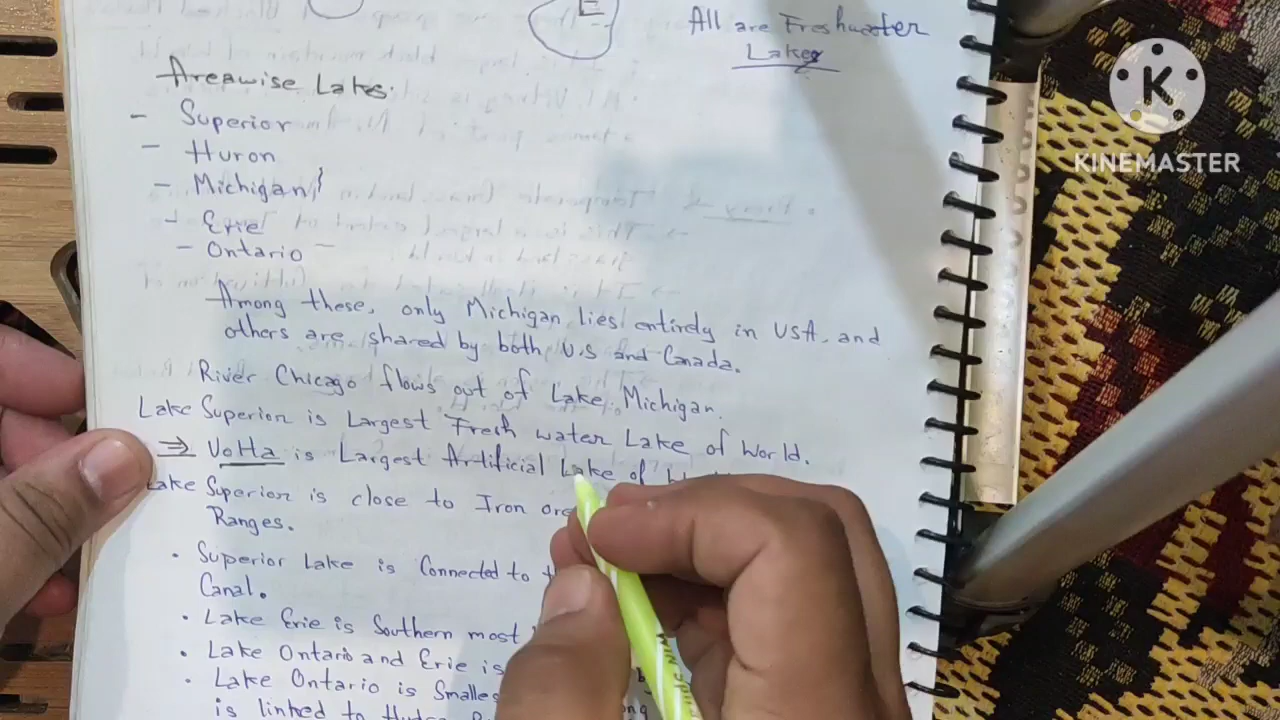 E
All are Freshwater
Lakes
Areawise Lake.
- Superior
- Huron
- Michigan}
- Erie
- Ontario
Among these, only Michigan lies entirely in USA, and
others are shared by both U.S and Canada.
River Chicago flows out of Lake Michigan.
Lake Superior is Largest Fresh water Lake of World.
⇒ Volta is Largest Artificial Lake of
Lake Superior is close to Iron ore
Ranges.
• Superior Lake is Connected to
Canal.
• Lake Erie is Southern most
• Lake Ontario and Erie is
• Lake Ontario is
is linked to
K
KINEMASTER